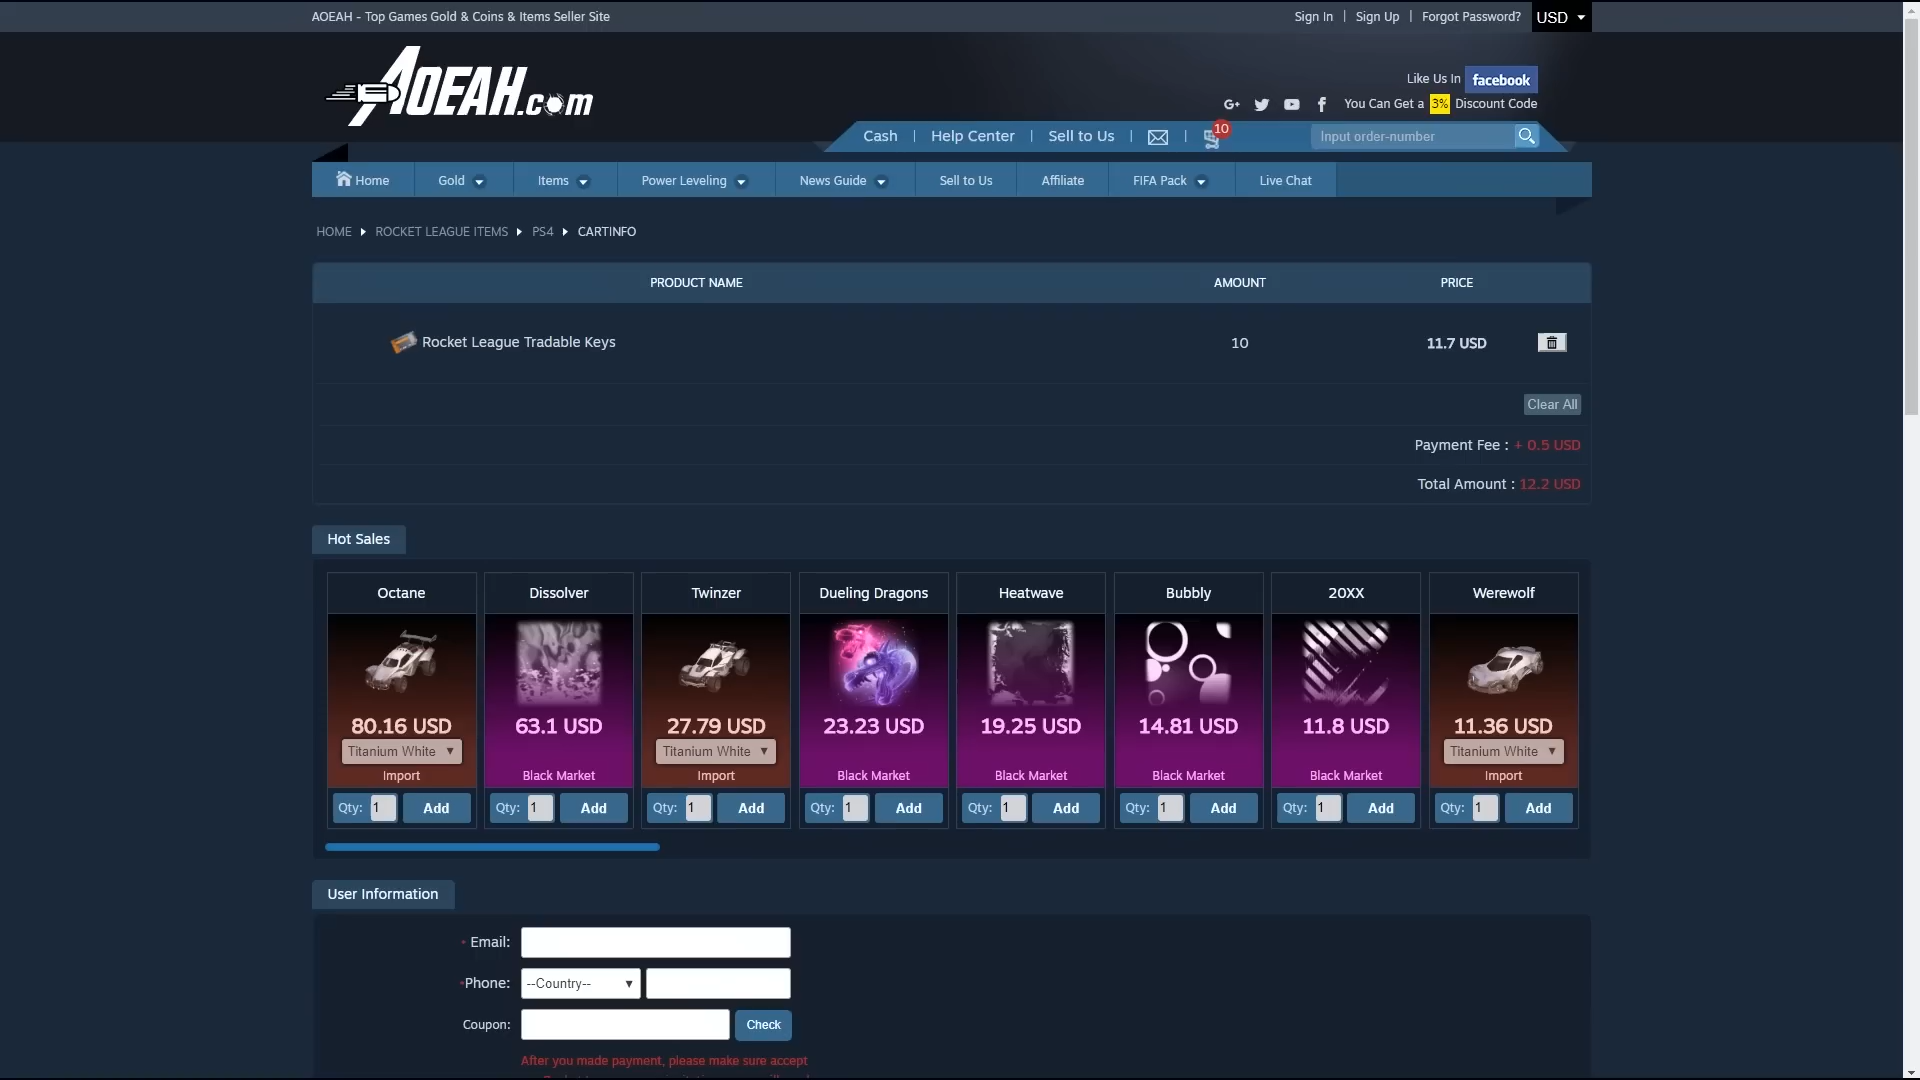 AOEAH - Top Games Gold & Coins & Items Seller Site
Sign In | Sign Up | Forgot Password? USD
AOEAH.com
Like Us In facebook
You Can Get a 3% Discount Code
Cash | Help Center | Sell to Us | | 10 Input order-number
Home Gold Items Power Leveling News Guide Sell to Us Affiliate FIFA Pack Live Chat
HOME ROCKET LEAGUE ITEMS PS4 CARTINFO
PRODUCT NAME AMOUNT PRICE
Rocket League Tradable Keys 10 11.7 USD
Clear All
Payment Fee : + 0.5 USD
Total Amount : 12.2 USD
Hot Sales
Octane Dissolver Twinzer Dueling Dragons Heatwave Bubbly 20XX Werewolf
80.16 USD 63.1 USD 27.79 USD 23.23 USD 19.25 USD 14.81 USD 11.8 USD 11.36 USD
Titanium White Titanium White Titanium White
Import Black Market Import Black Market Black Market Black Market Black Market Import
Qty: 1 Add Qty: 1 Add Qty: 1 Add Qty: 1 Add Qty: 1 Add Qty: 1 Add Qty: 1 Add Qty: 1 Add
User Information
* Email:
*Phone: --Country--
Coupon: Check
After you made payment, please make sure accept